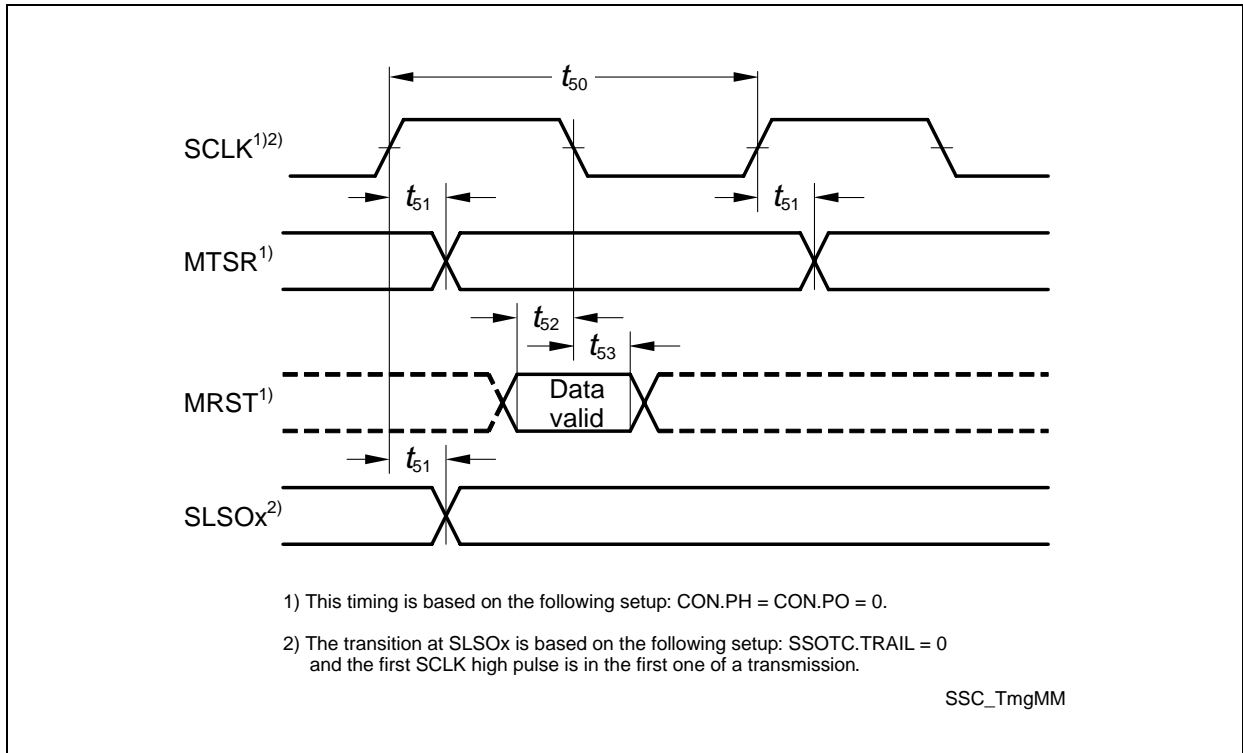 t50
SCLK1)2)
t51 t51
MTSR1)
t52
t53
MRST1)
Data
valid
t51
SLSOx2)
1) This timing is based on the following setup: CON.PH = CON.PO = 0.
2) The transition at SLSOx is based on the following setup: SSOTC.TRAIL = 0
and the first SCLK high pulse is in the first one of a transmission.
SSC_TmgMM